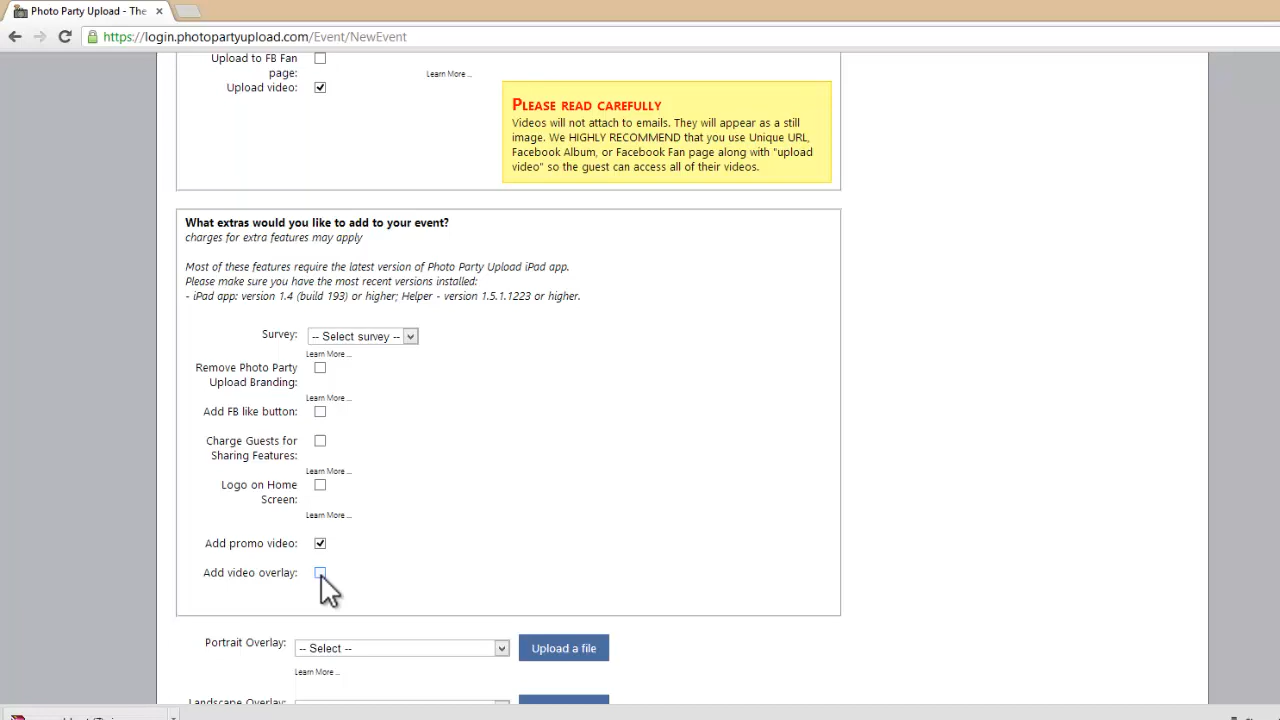 Photo Party Upload - The
https://login.photopartyupload.com/Event/NewEvent
Upload to FB Fan
page:
Learn More ...
Upload video:
PLEASE READ CAREFULLY
Videos will not attach to emails. They will appear as a still
image. We HIGHLY RECOMMEND that you use Unique URL,
Facebook Album, or Facebook Fan page along with "upload
video" so the guest can access all of their videos.
What extras would you like to add to your event?
charges for extra features may apply
Most of these features require the latest version of Photo Party Upload iPad app.
Please make sure you have the most recent versions installed:
- iPad app: version 1.4 (build 193) or higher; Helper - version 1.5.1.1223 or higher.
Survey: -- Select survey --
Learn More ...
Remove Photo Party
Upload Branding:
Learn More ...
Add FB like button:
Charge Guests for
Sharing Features:
Learn More ...
Logo on Home
Screen:
Learn More ...
Add promo video:
Add video overlay:
Portrait Overlay: -- Select -- Upload a file
Learn More ...
Landscape Overlay: